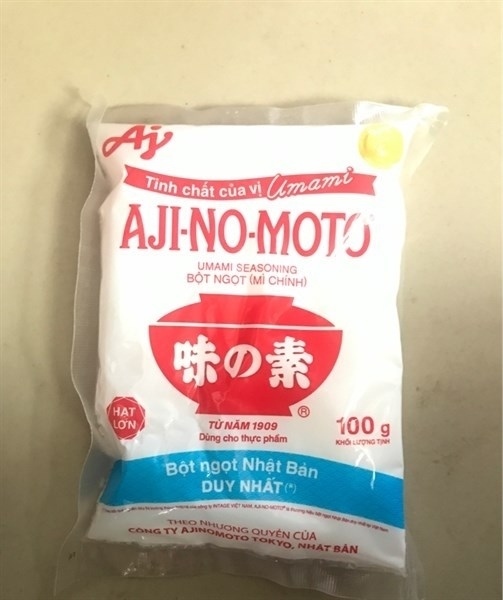 Aj
Tinh chất của vị Umami
AJI-NO-MOTO®
UMAMI SEASONING
BỘT NGỌT (MÌ CHÍNH)
味の素
®
HẠT
LỚN
TỪ NĂM 1909
Dùng cho thực phẩm
100 g
KHỐI LƯỢNG TỊNH
Bột ngọt Nhật Bản
DUY NHẤT(*)
THEO NHƯỢNG QUYỀN CỦA
CÔNG TY AJINOMOTO TOKYO, NHẬT BẢN